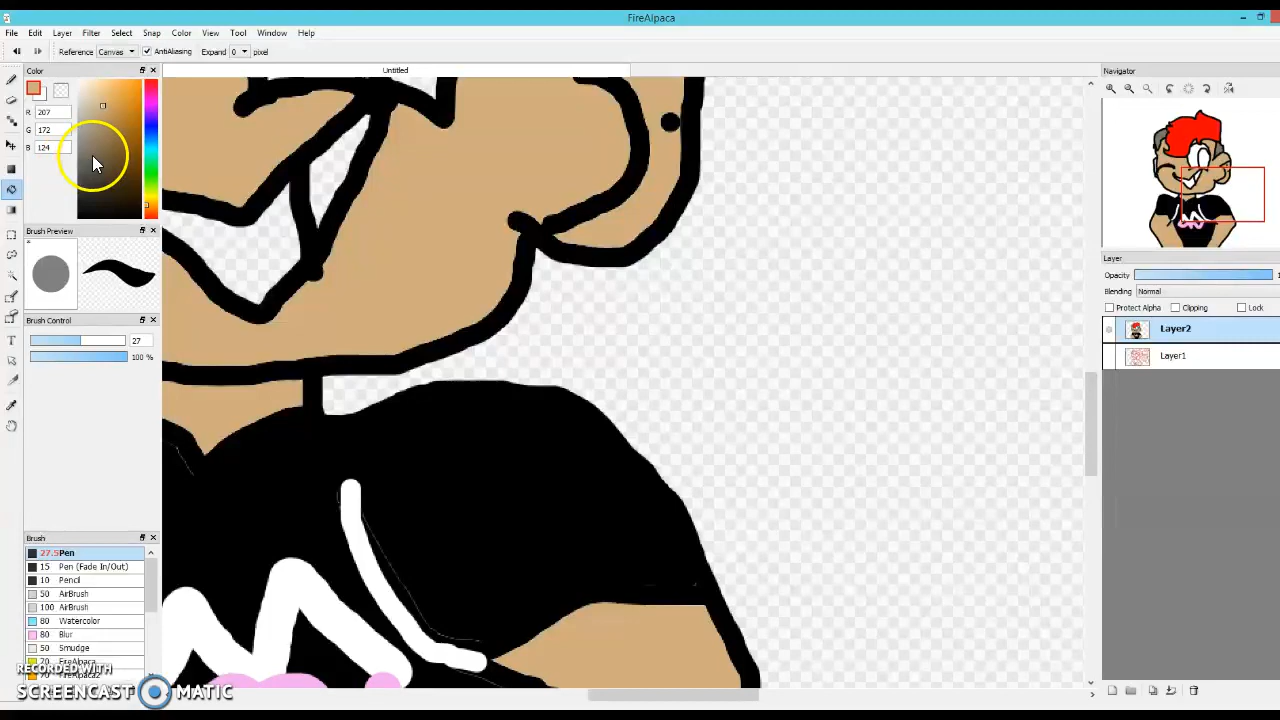 FireAlpaca
File Edit Layer Filter Select Snap Color View Tool Window Help
Reference Canvas AntiAliasing Expand 0 pixel
Color
Untitled
Navigator
R 207
G 172
B 124
Brush Preview
Layer
Opacity 1
Blending Normal
Protect Alpha Clipping Lock
Brush Control
27
Layer2
100 %
Layer1
Brush
27.5 Pen
15 Pen (Fade In/Out)
10 Pencil
50 AirBrush
100 AirBrush
80 Watercolor
80 Blur
50 Smudge
RECORDED WITH
SCREENCAST MATIC